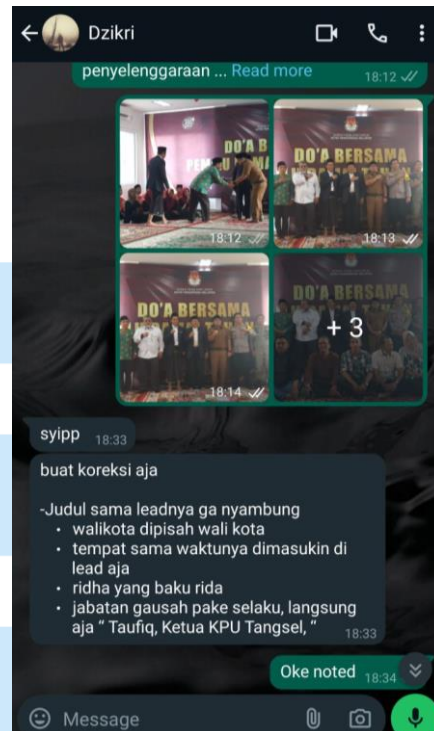 Dzikri
penyelenggaraan ... Read more
18:12
DO'A B
18:12
DO'A BERSAMA
18:13
DO'A BERSAMA
18:14
DO'A BERSAMA
+ 3
syipp 18:33
buat koreksi aja
-Judul sama leadnya ga nyambung
• walikota dipisah wali kota
• tempat sama waktunya dimasukin di
lead aja
• ridha yang baku rida
• jabatan gausah pake selaku, langsung
aja “ Taufiq, Ketua KPU Tangsel, “
18:33
Oke noted 18:34
Message